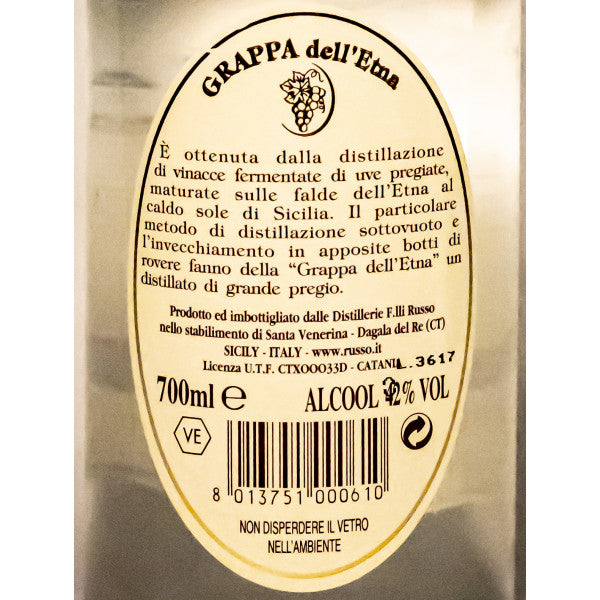 GRAPPA dell'Etna
È ottenuta dalla distillazione
di vinacce fermentate di uve pregiate,
maturate sulle falde dell'Etna al
caldo sole di Sicilia. Il particolare
metodo di distillazione sottovuoto e
l'invecchiamento in apposite botti di
rovere fanno della “Grappa dell'Etna” un
distillato di grande pregio.
Prodotto ed imbottigliato dalle Distillerie F.lli Russo
nello stabilimento di Santa Venerina - Dagala del Re (CT)
SICILY - ITALY - www.russo.it
Licenza U.T.F. CTX00033D - CATANI L.3617
700ml e ALCOOL 2% VOL
VE
8 013751 000610
NON DISPERDERE IL VETRO
NELL'AMBIENTE